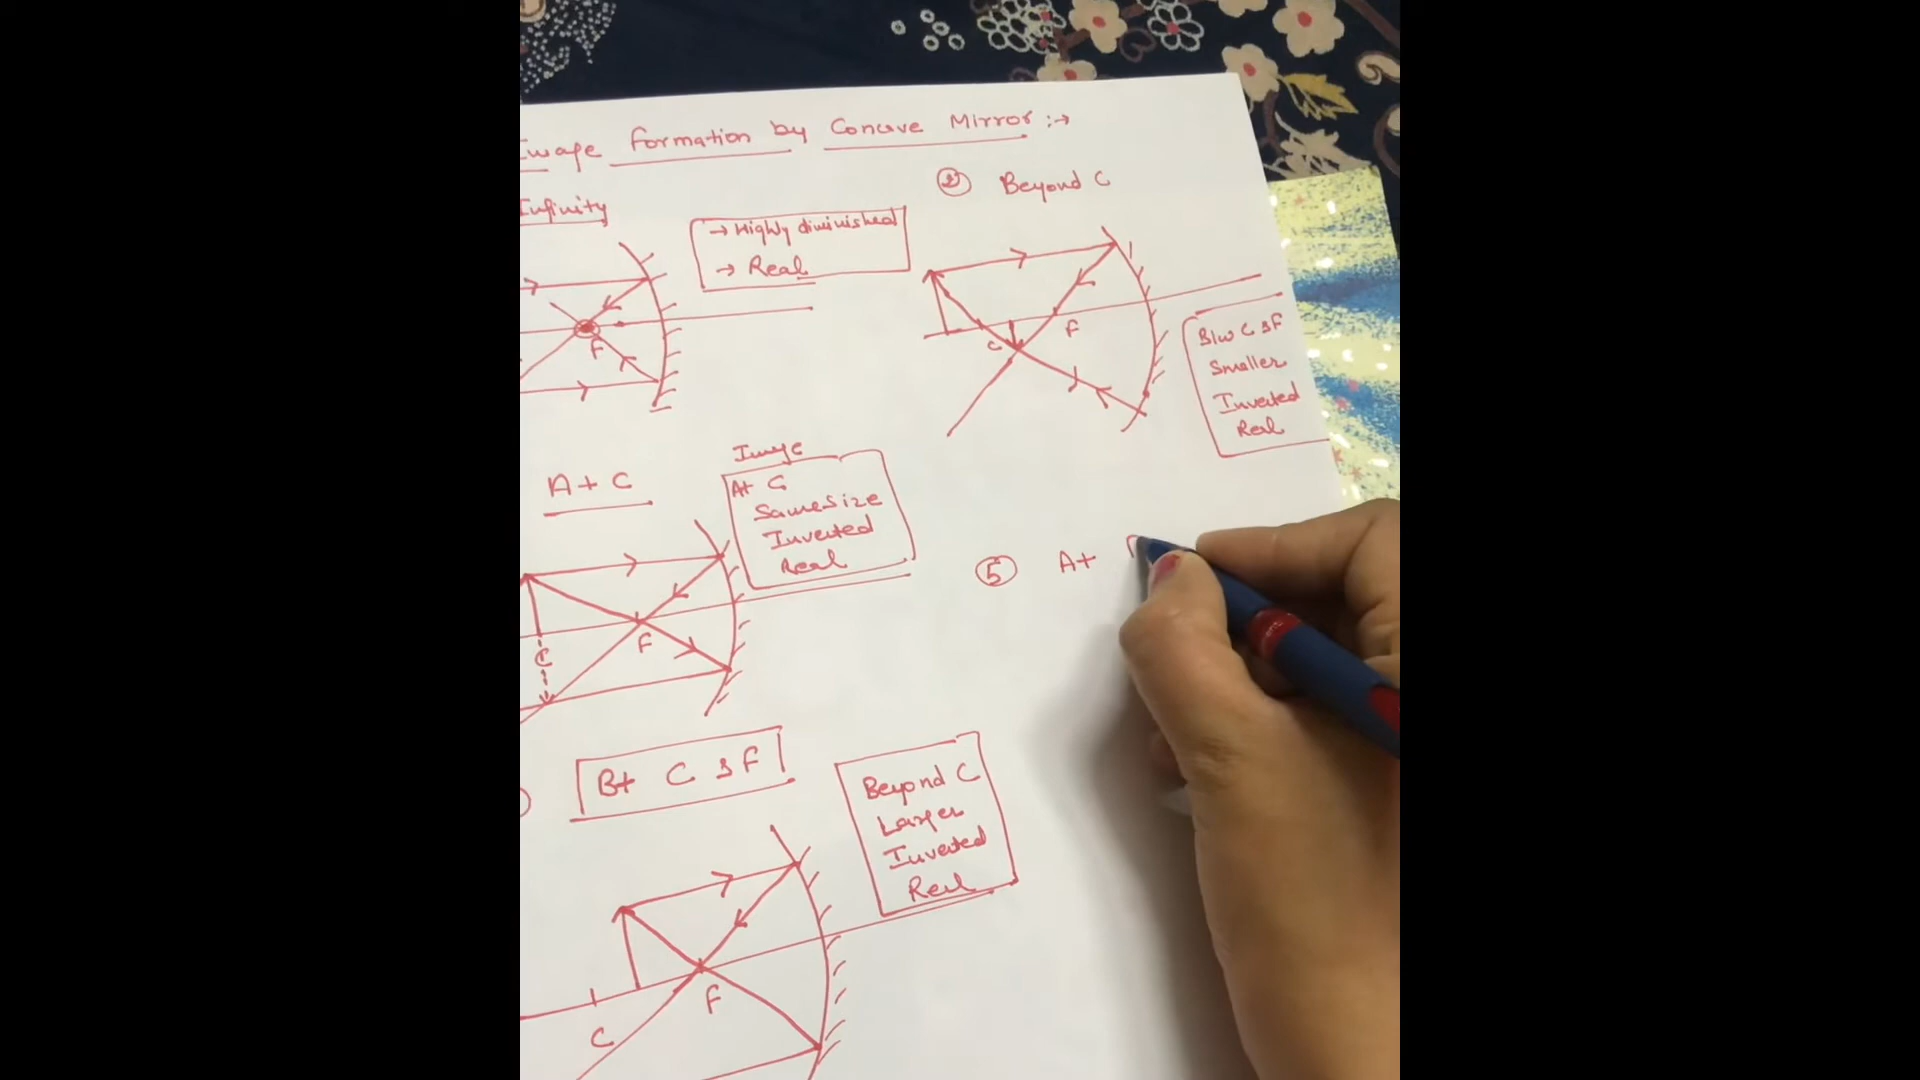 Image formation by Concave Mirror :→
Infinity
→ Highly diminished
→ Real
F
② Beyond C
C
F
B/w C & F
Smaller
Inverted
Real
At C
Image
At C
Same Size
Inverted
Real
C
F
Bt C & F
Beyond C
Larger
Inverted
Real
C
F
⑤ At